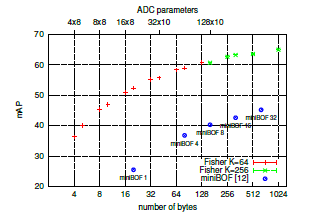 ADC parameters
4x8 8x8 16x8 32x10 128x10
70
60
50
40
30
20
mAP
miniBOF 1
miniBOF 4
miniBOF 8
miniBOF 16
miniBOF 32
Fisher K=64
Fisher K=256
miniBOF [12]
4 8 16 32 64 128 256 512 1024
number of bytes